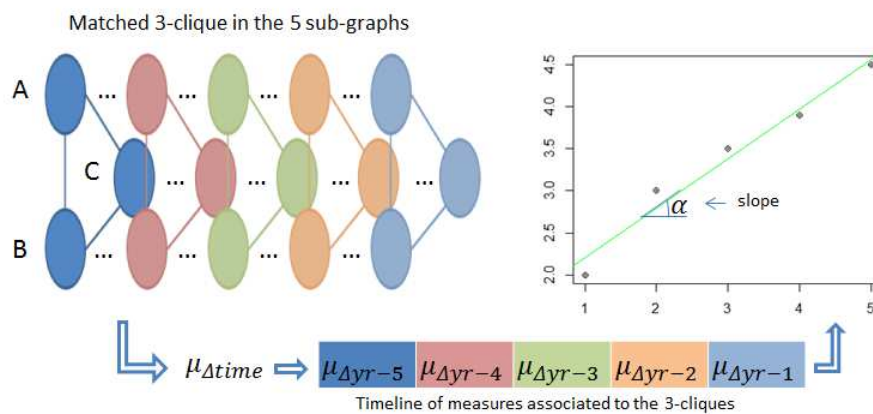 Matched 3-clique in the 5 sub-graphs
A ... ... ... ...
C ... ... ... ...
B ... ... ... ...
4.5
4.0
3.5
3.0
2.5
2.0
α ← slope
1 2 3 4 5
μΔtime
μΔyr−5 μΔyr−4 μΔyr−3 μΔyr−2 μΔyr−1
Timeline of measures associated to the 3-cliques